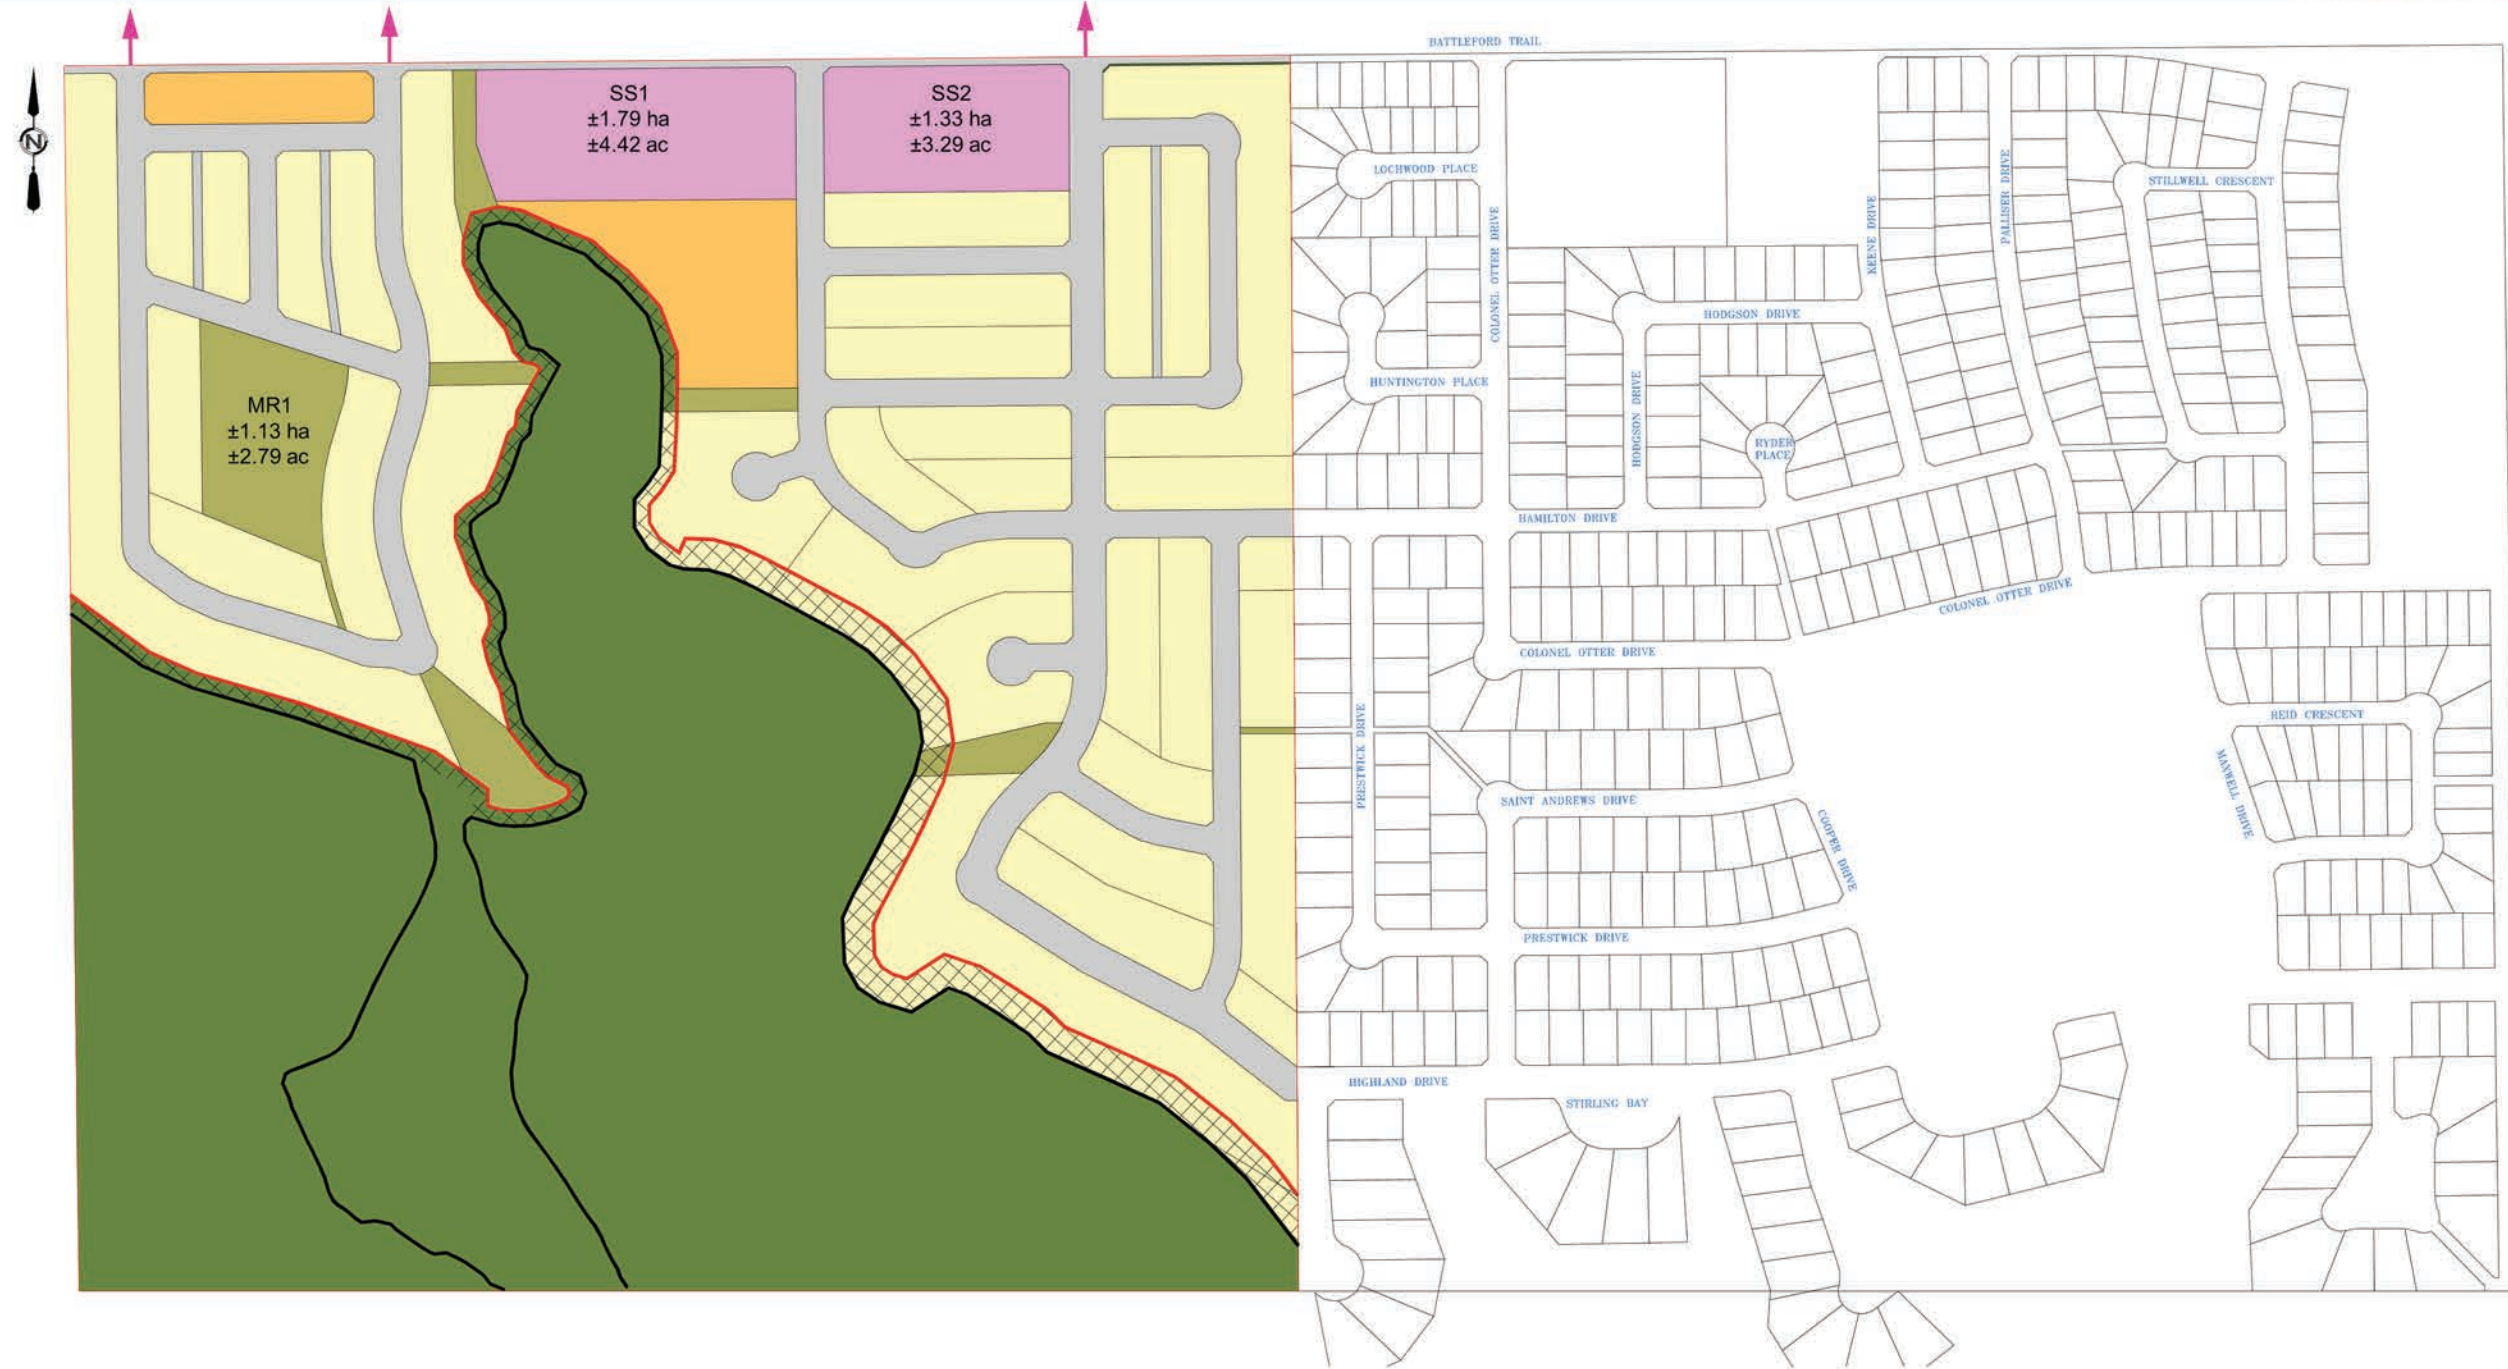 BATTLEFORD TRAIL
N
SS1
±1.79 ha
±4.42 ac
SS2
±1.33 ha
±3.29 ac
MR1
±1.13 ha
±2.79 ac
LOCHWOOD PLACE
COLONEL OTTER DRIVE
HUNTINGTON PLACE
KEENE DRIVE
PALLISER DRIVE
STILLWELL CRESCENT
HODGSON DRIVE
HODGSON DRIVE
RYDER
PLACE
HAMILTON DRIVE
COLONEL OTTER DRIVE
COLONEL OTTER DRIVE
PRESTWICK DRIVE
SAINT ANDREWS DRIVE
COOPER DRIVE
REID CRESCENT
MAXWELL DRIVE
PRESTWICK DRIVE
HIGHLAND DRIVE
STIRLING BAY